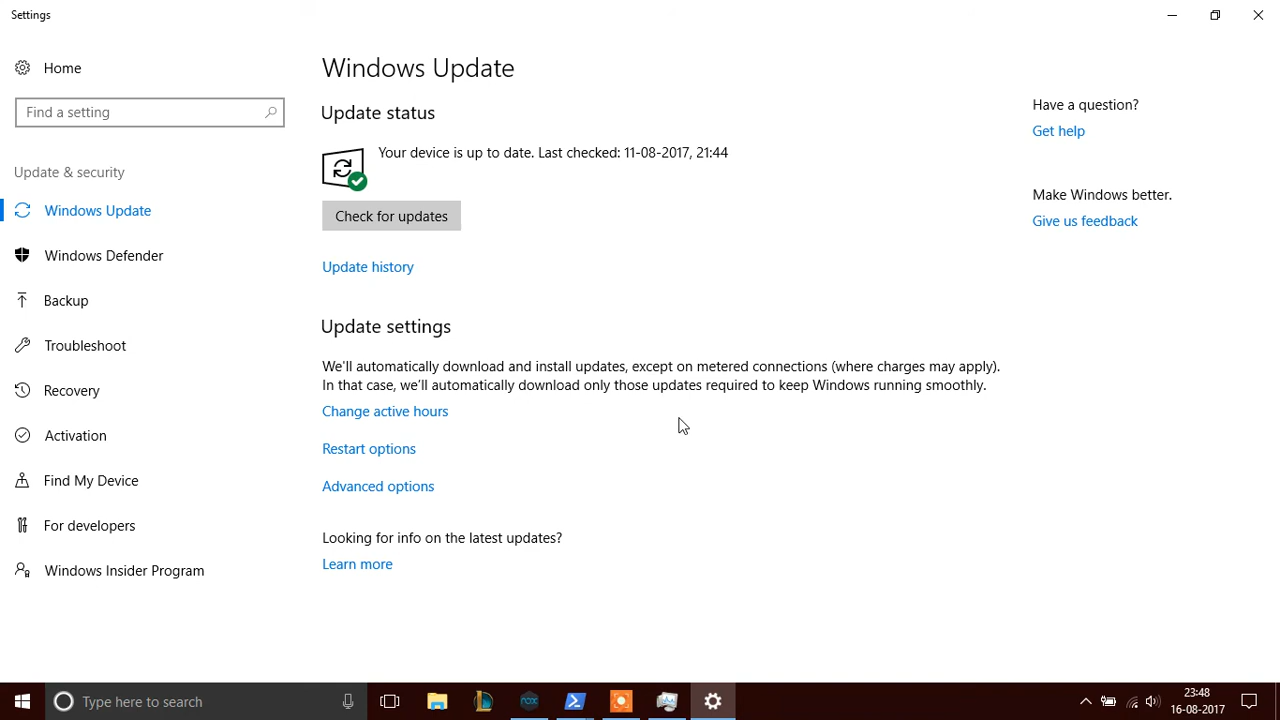 Settings
Home
Find a setting
Update & security
Windows Update
Windows Defender
Backup
Troubleshoot
Recovery
Activation
Find My Device
For developers
Windows Insider Program
Windows Update
Update status
Your device is up to date. Last checked: 11-08-2017, 21:44
Check for updates
Update history
Update settings
We'll automatically download and install updates, except on metered connections (where charges may apply).
In that case, we'll automatically download only those updates required to keep Windows running smoothly.
Change active hours
Restart options
Advanced options
Looking for info on the latest updates?
Learn more
Have a question?
Get help
Make Windows better.
Give us feedback
Type here to search
nox
23:48
16-08-2017